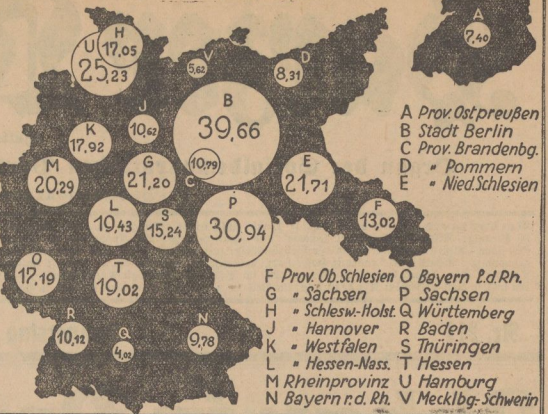 A
7,40
H
17,05
U
25,23
V
5,62
D
8,31
J
10,62
B
39,66
K
17,92
M
20,29
G
21,20
10,79
C
E
21,71
L
19,43
S
15,24
P
30,94
F
13,02
O
17,19
T
19,02
R
10,12
Q
4,02
N
9,78
A Prov. Ostpreußen
B Stadt Berlin
C Prov. Brandenbg.
D " Pommern
E " Nied.Schlesien
F Prov. Ob.Schlesien
G " Sachsen
H " Schlesw.-Holst.
J " Hannover
K " Westfalen
L " Hessen-Nass.
M Rheinprovinz
N Bayern r.d. Rh.
O Bayern l.d.Rh.
P Sachsen
Q Württemberg
R Baden
S Thüringen
T Hessen
U Hamburg
V Mecklbg.-Schwerin